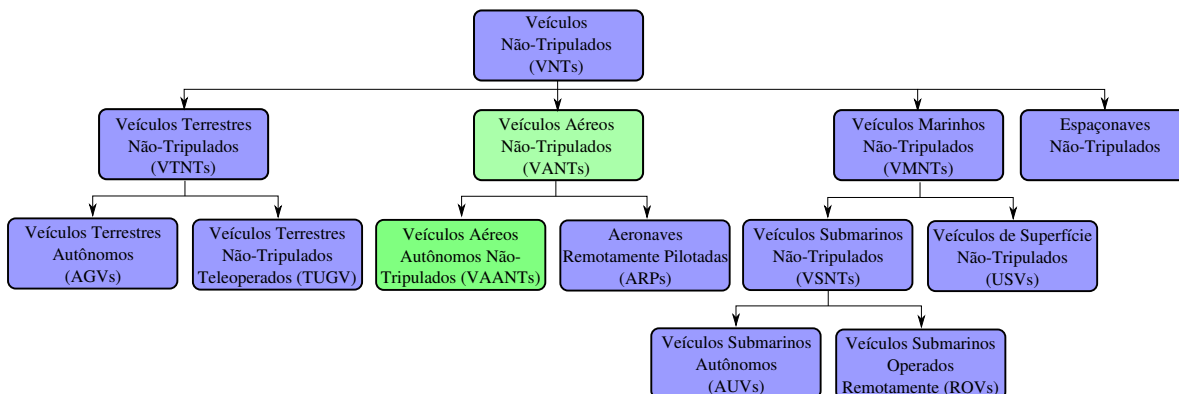 Veículos
Não-Tripulados
(VNTs)
Veículos Terrestres
Não-Tripulados
(VTNTs)
Veículos Aéreos
Não-Tripulados
(VANTs)
Veículos Marinhos
Não-Tripulados
(VMNTs)
Espaçonaves
Não-Tripulados
Veículos Terrestres
Autônomos
(AGVs)
Veículos Terrestres
Não-Tripulados
Teleoperados (TUGV)
Veículos Aéreos
Autônomos Não-
Tripulados (VAANTs)
Aeronaves
Remotamente Pilotadas
(ARPs)
Veículos Submarinos
Não-Tripulados
(VSNTs)
Veículos de Superfície
Não-Tripulados
(USVs)
Veículos Submarinos
Autônomos
(AUVs)
Veículos Submarinos
Operados
Remotamente (ROVs)